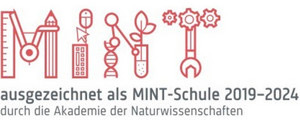 MINT
ausgezeichnet als MINT-Schule 2019–2024
durch die Akademie der Naturwissenschaften